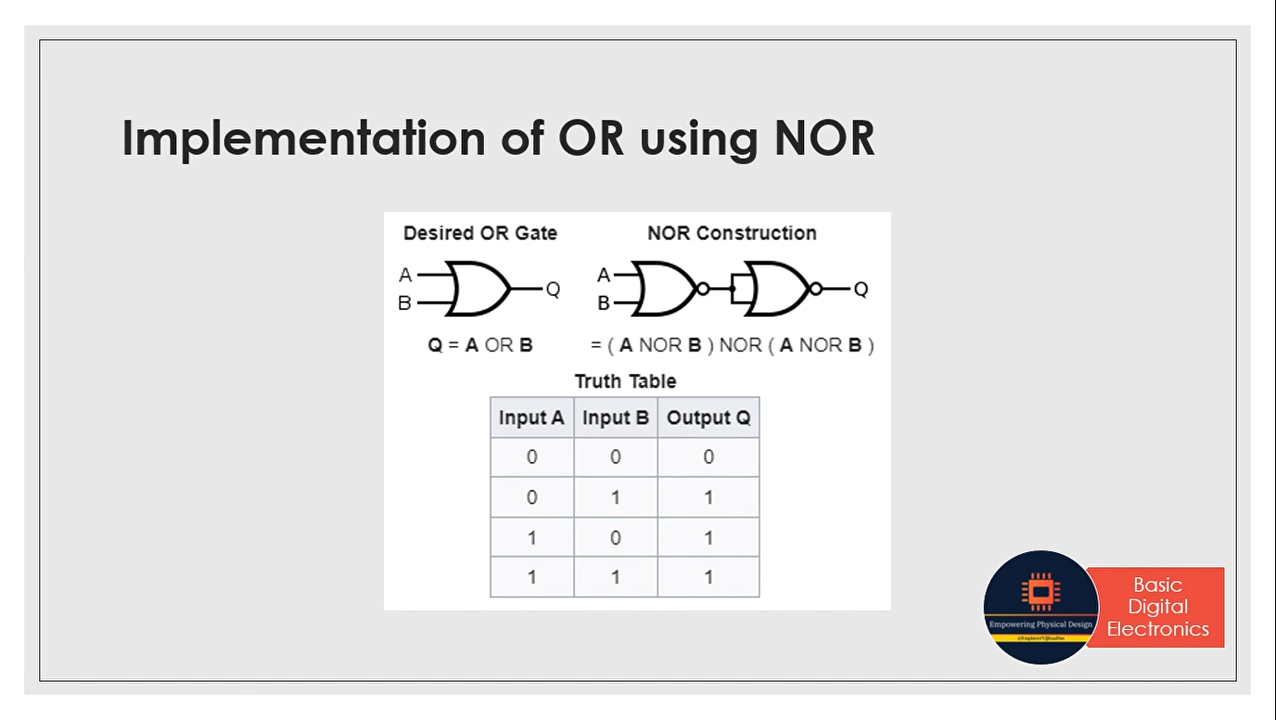 Implementation of OR using NOR
Desired OR Gate NOR Construction
A
B
Q
A
B
Q
Q = A OR B = ( A NOR B ) NOR ( A NOR B )
Truth Table
Input A Input B Output Q
0 0 0
0 1 1
1 0 1
1 1 1
Empowering Physical Design
Basic
Digital
Electronics